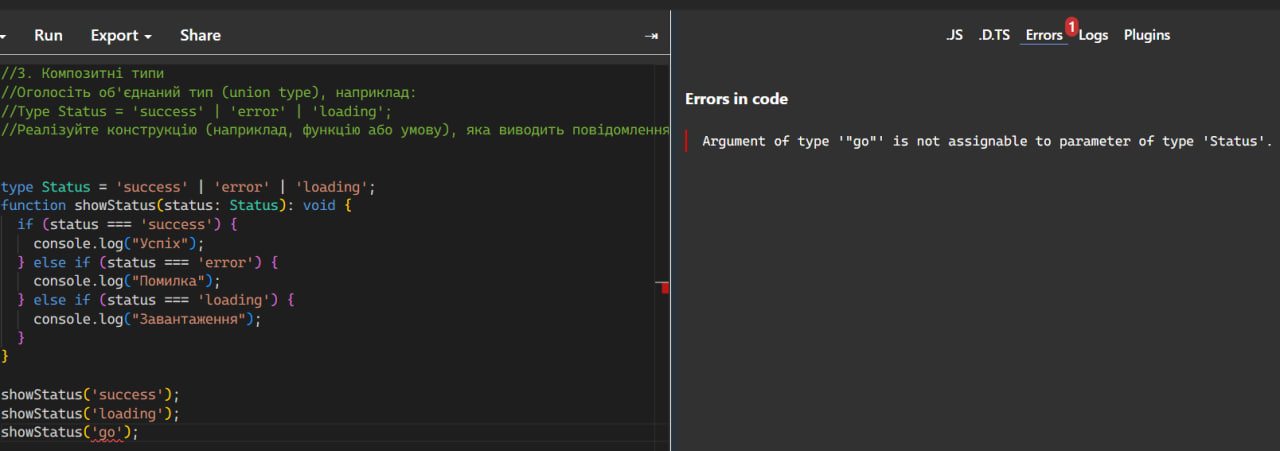 Run Export Share
.JS .D.TS Errors 1 Logs Plugins
//3. Композитні типи
//Оголосіть об'єднаний тип (union type), наприклад:
//Type Status = 'success' | 'error' | 'loading';
//Реалізуйте конструкцію (наприклад, функцію або умову), яка виводить повідомлення
type Status = 'success' | 'error' | 'loading';
function showStatus(status: Status): void {
if (status === 'success') {
console.log("Успіх");
} else if (status === 'error') {
console.log("Помилка");
} else if (status === 'loading') {
console.log("Завантаження");
}
}
showStatus('success');
showStatus('loading');
showStatus('go');
Errors in code
Argument of type '"go"' is not assignable to parameter of type 'Status'.